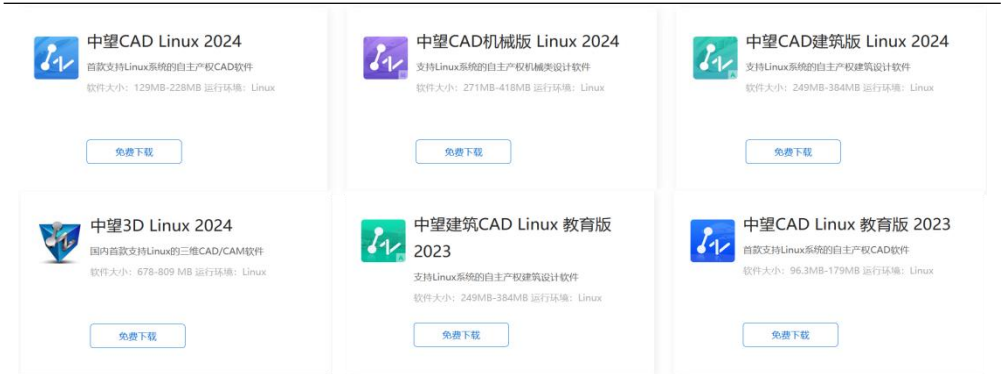 中望CAD Linux 2024
首款支持Linux系统的自主产权CAD软件
软件大小：129MB-228MB 运行环境：Linux
免费下载
中望CAD机械版 Linux 2024
支持Linux系统的自主产权机械类设计软件
软件大小：271MB-418MB 运行环境：Linux
免费下载
中望CAD建筑版 Linux 2024
支持Linux系统的自主产权建筑设计软件
软件大小：249MB-384MB 运行环境：Linux
免费下载
中望3D Linux 2024
国内首款支持Linux的三维CAD/CAM软件
软件大小：678-809 MB 运行环境：Linux
免费下载
中望建筑CAD Linux 教育版
2023
支持Linux系统的自主产权建筑设计软件
软件大小：249MB-384MB 运行环境：Linux
免费下载
中望CAD Linux 教育版 2023
首款支持Linux系统的自主产权CAD软件
软件大小：96.3MB-179MB 运行环境：Linux
免费下载